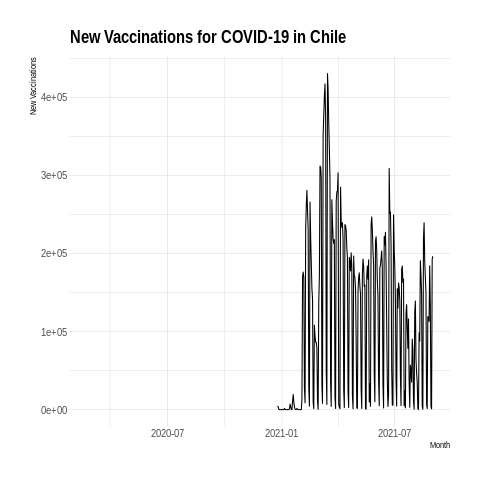 New Vaccinations for COVID-19 in Chile
New Vaccinations
4e+05
3e+05
2e+05
1e+05
0e+00
2020-07
2021-01
2021-07
Month